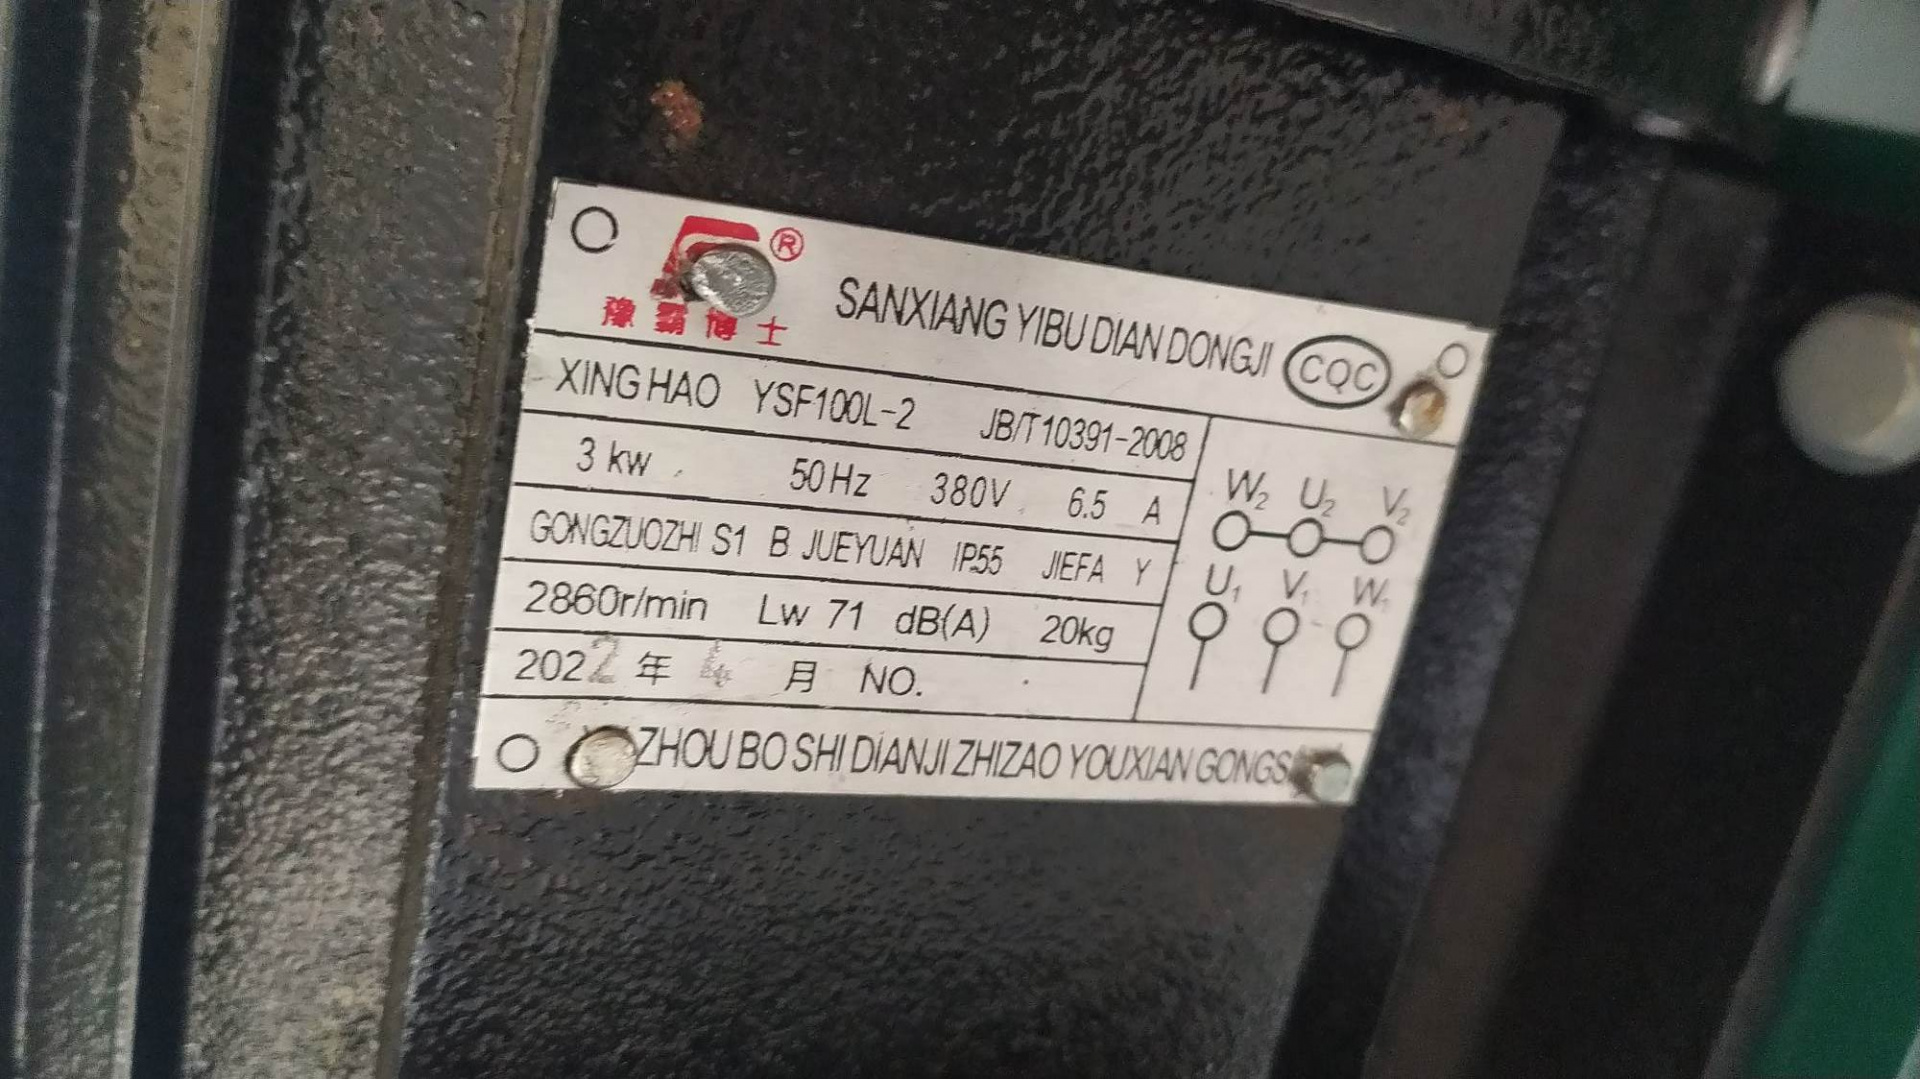 ®
豫霸博士
SANXIANG YIBU DIAN DONGJI CQC
XING HAO YSF100L-2 JB/T10391-2008
3 kw 50Hz 380V 6.5 A
GONGZUOZHI S1 B JUEYUAN IP55 JIEFA Y
2860r/min Lw 71 dB(A) 20kg
2022 年 4 月 NO.
W2 U2 V2
U1 V1 W1
ZHOU BO SHI DIANJI ZHIZAO YOUXIAN GONGS